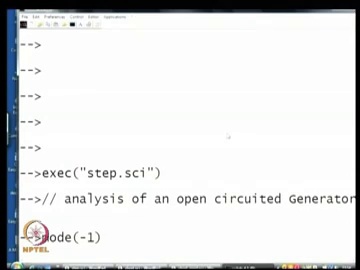 File Edit Preferences Control Editor Applications ?
-->
-->
-->
-->
-->
-->exec("step.sci")
-->// analysis of an open circuited Generator
-->mode(-1)
NPTEL